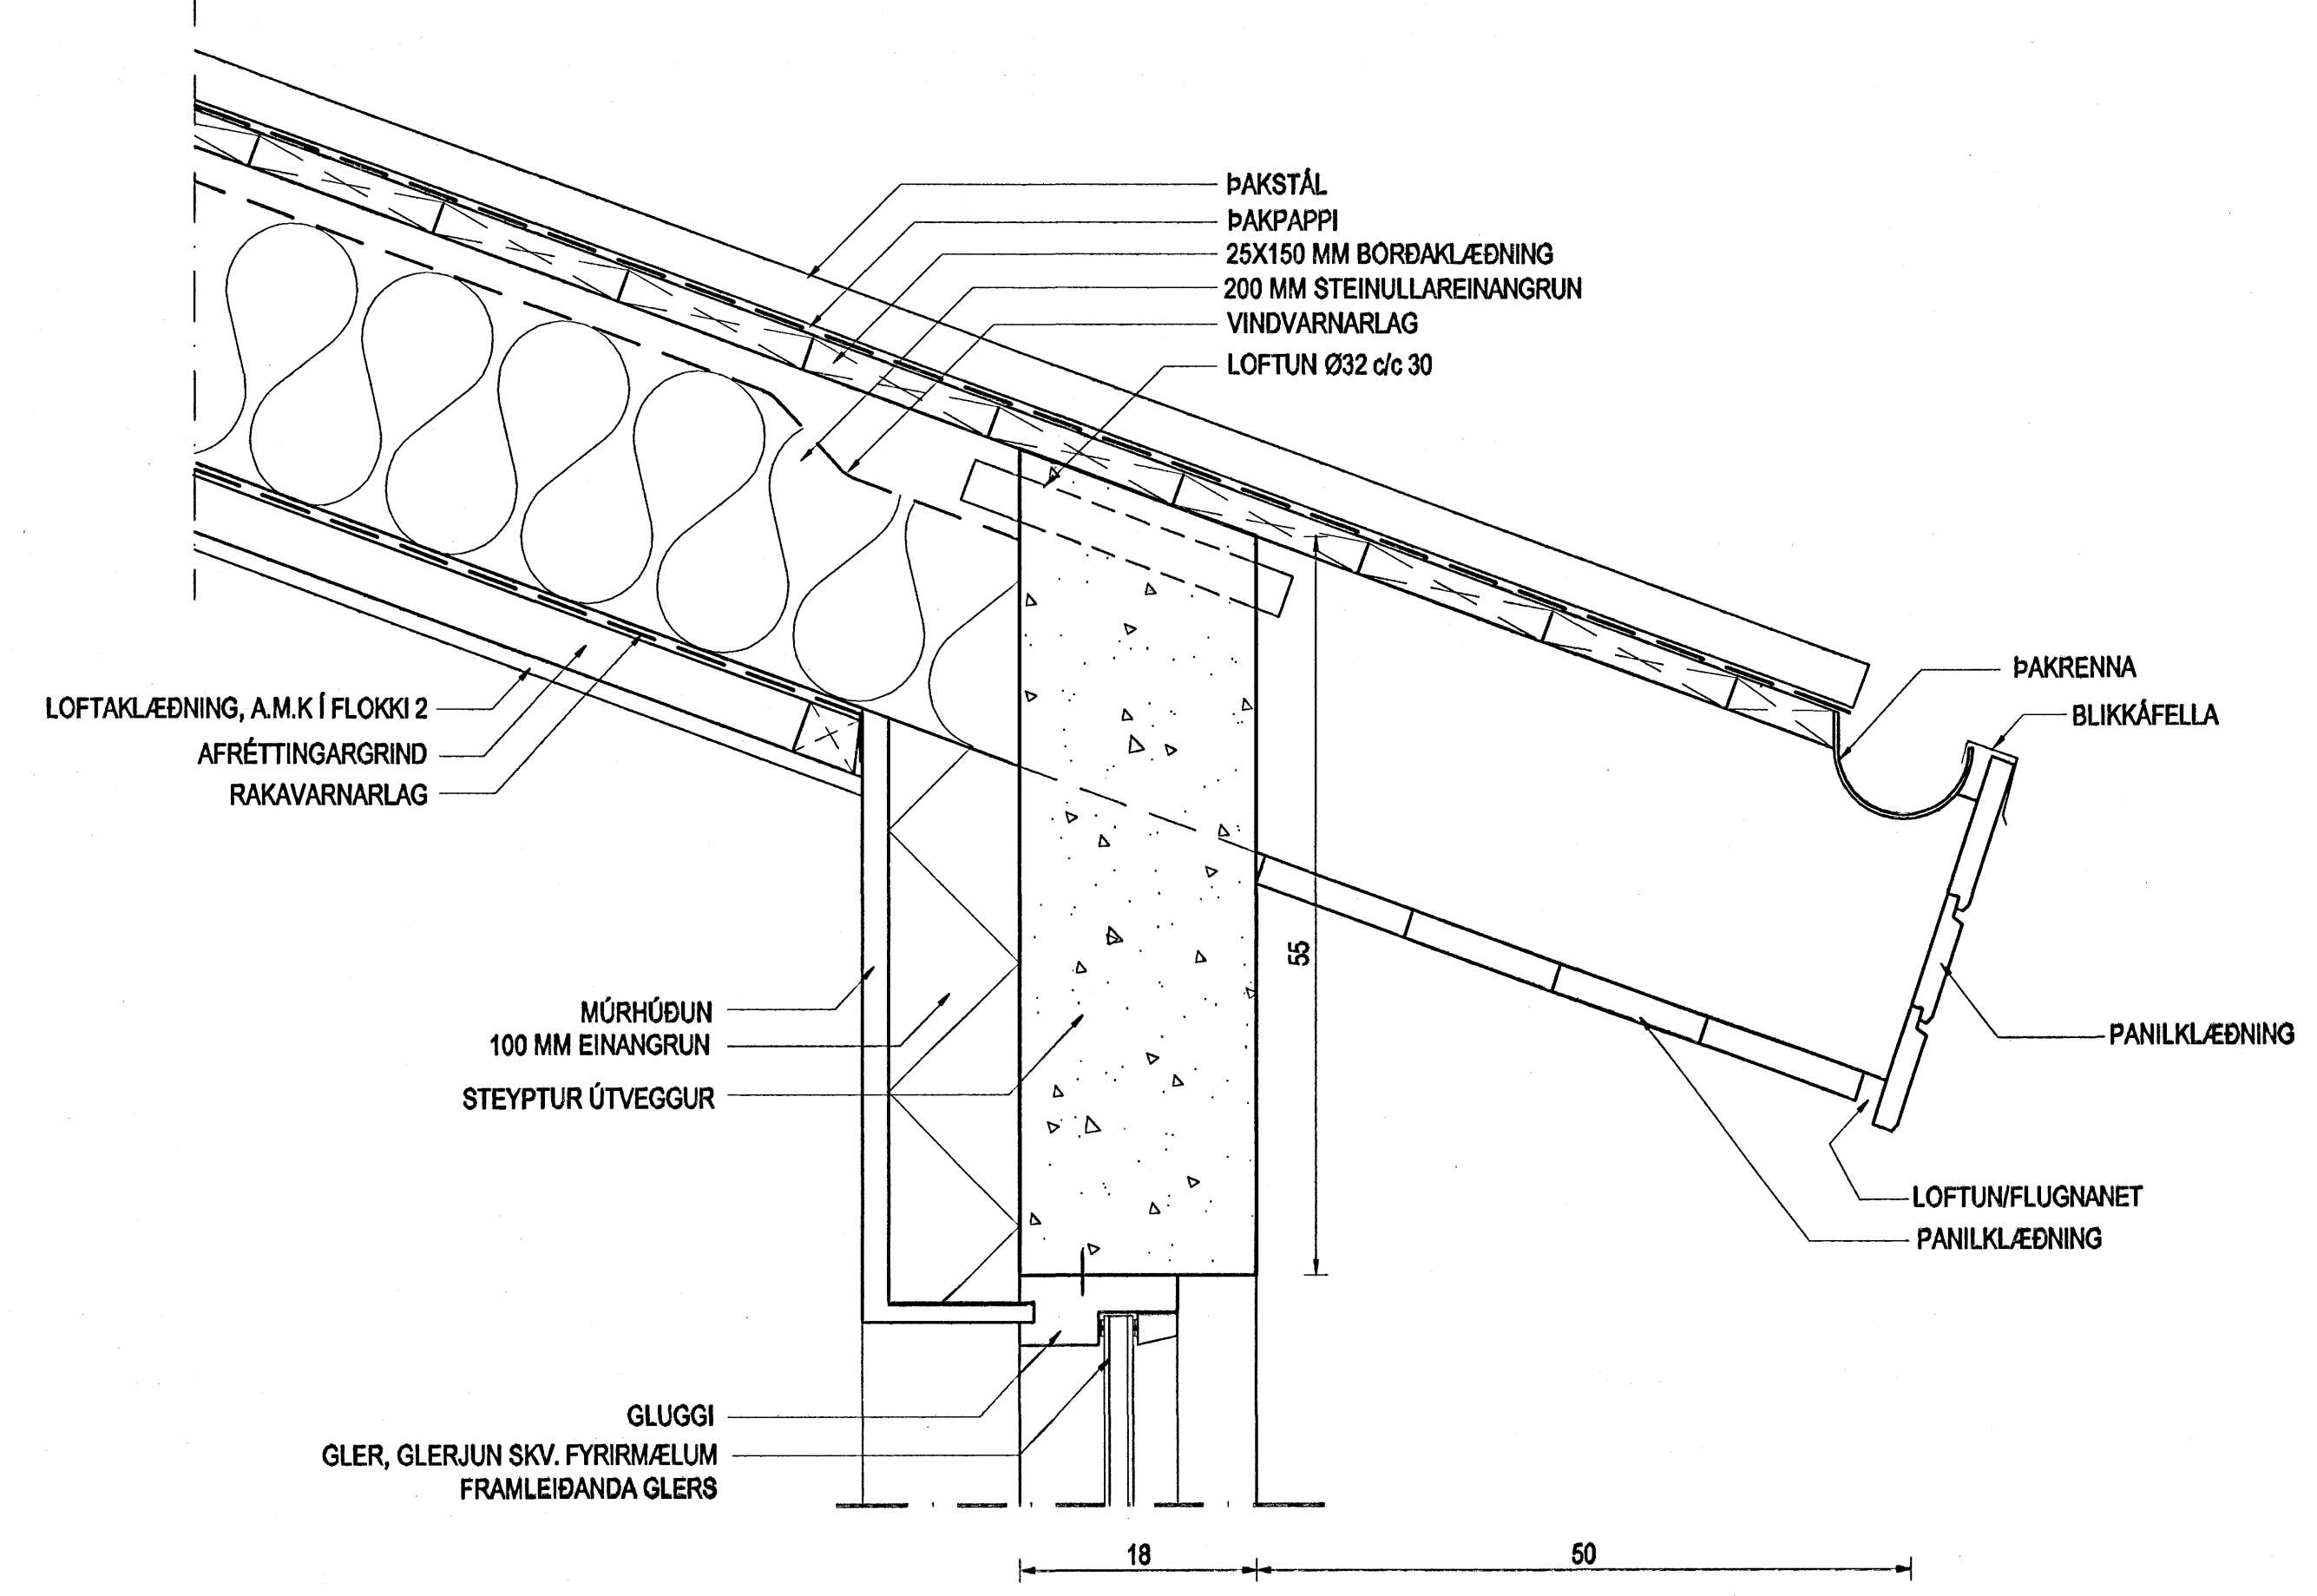 ÞAKSTÁL
ÞAKPAPPI
25X150 MM BORÐAKLÆÐNING
200 MM STEINULLAREINANGRUN
VINDVARNARLAG
LOFTUN Ø32 c/c 30
ÞAKRENNA
BLIKKÁFELLA
LOFTAKLÆÐNING, A.M.K Í FLOKKI 2
AFRÉTTINGARGRIND
RAKAVARNARLAG
55
MÚRHÚÐUN
100 MM EINANGRUN
STEYPTUR ÚTVEGGUR
PANILKLÆÐNING
LOFTUN/FLUGNANET
PANILKLÆÐNING
GLUGGI
GLER, GLERJUN SKV. FYRIRMÆLUM
FRAMLEIÐANDA GLERS
18
50